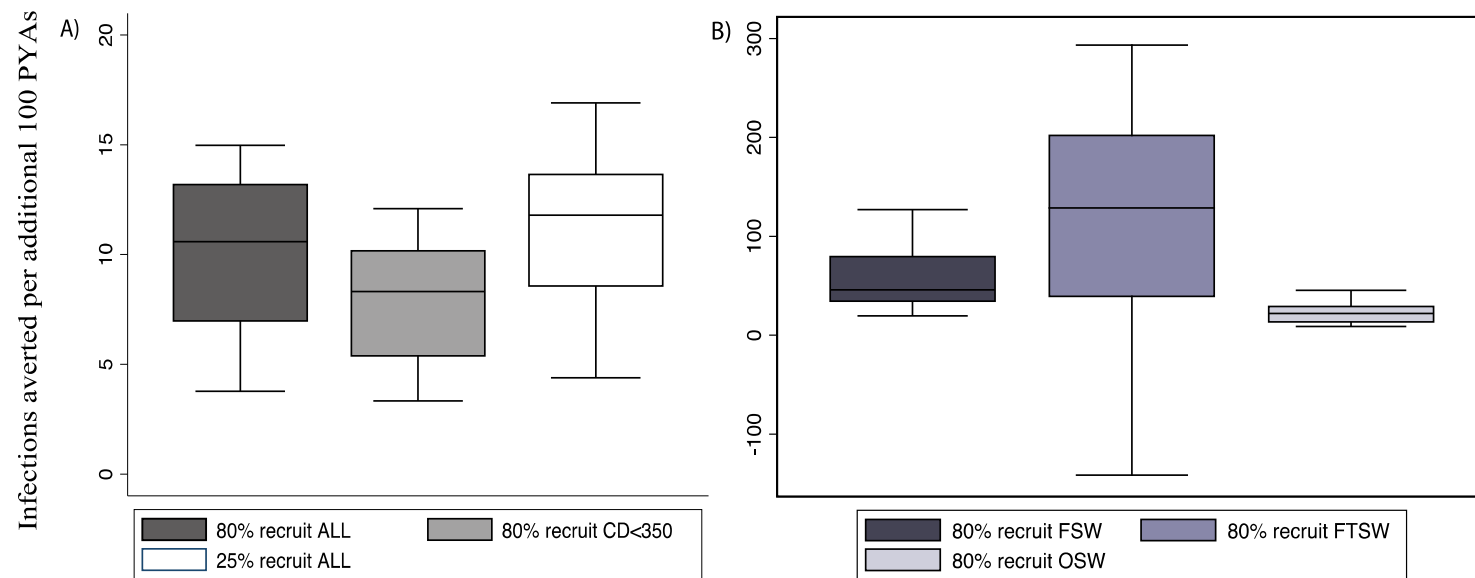 Infections averted per additional 100 PYAs
A)
20
15
10
5
0
80% recruit ALL
80% recruit CD<350
25% recruit ALL
B)
300
200
100
0
-100
80% recruit FSW
80% recruit FTSW
80% recruit OSW